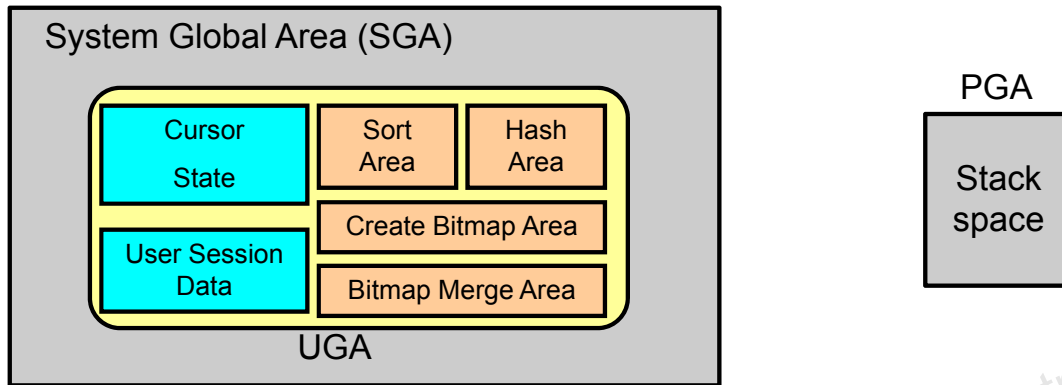 System Global Area (SGA)
Cursor
State
Sort
Area
Hash
Area
Create Bitmap Area
User Session
Data
Bitmap Merge Area
UGA
PGA
Stack
space